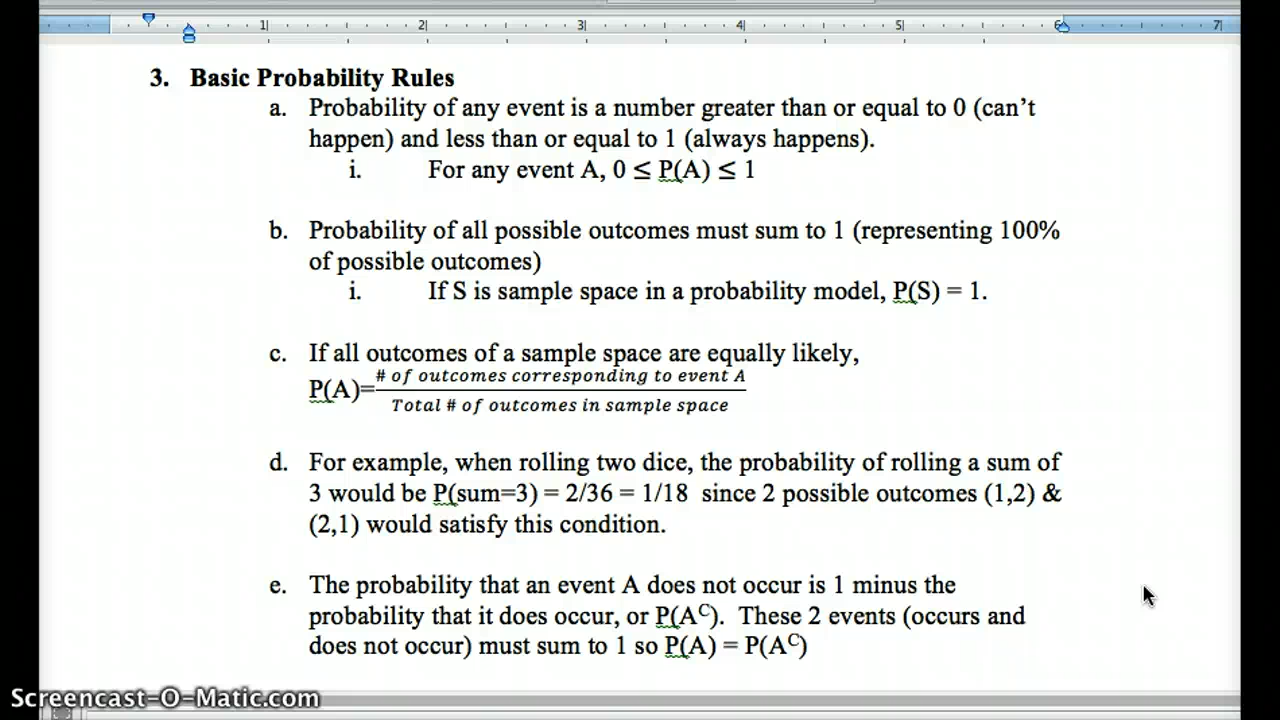 1 2 3 4 5 6 7
3. Basic Probability Rules
a. Probability of any event is a number greater than or equal to 0 (can’t
happen) and less than or equal to 1 (always happens).
i. For any event A, 0 ≤ P(A) ≤ 1
b. Probability of all possible outcomes must sum to 1 (representing 100%
of possible outcomes)
i. If S is sample space in a probability model, P(S) = 1.
c. If all outcomes of a sample space are equally likely,
# of outcomes corresponding to event A
P(A)=
Total # of outcomes in sample space
d. For example, when rolling two dice, the probability of rolling a sum of
3 would be P(sum=3) = 2/36 = 1/18 since 2 possible outcomes (1,2) &
(2,1) would satisfy this condition.
e. The probability that an event A does not occur is 1 minus the
probability that it does occur, or P(Aᶜ). These 2 events (occurs and
does not occur) must sum to 1 so P(A) = P(Aᶜ)
Screencast-O-Matic.com